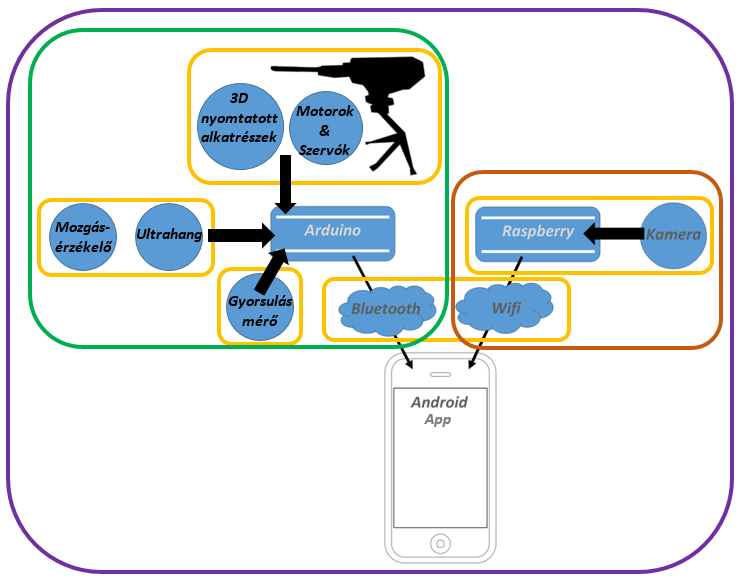 3D
nyomtatott
alkatrészek
Motorok
&
Szervók
Mozgás-
érzékelő
Ultrahang
Arduino
Raspberry
Kamera
Gyorsulás
mérő
Bluetooth
Wifi
Android
App